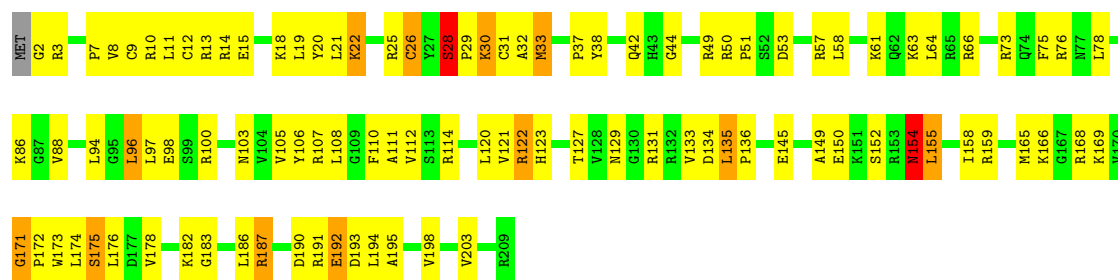 MET G2 R3 P7 V8 C9 R10 L11 C12 R13 R14 E15 K18 L19 Y20 L21 K22 R25 C26 Y27 S28 P29 K30 C31 A32 M33 P37 Y38 Q42 H43 G44 R49 R50 P51 S52 D53 R57 L58 K61 Q62 K63 L64 R65 R66 R73 Q74 F75 R76 N77 L78
K86 G87 V88 L94 G95 L96 L97 E98 S99 R100 N103 V104 V105 Y106 R107 L108 G109 F110 A111 V112 S113 R114 L120 V121 R122 H123 T127 V128 N129 G130 R131 R132 V133 D134 L135 P136 E145 A149 E150 K151 S152 R153 N154 L155 I158 R159 M165 K166 G167 R168 K169
G171 P172 W173 L174 S175 L176 D177 V178 K182 G183 L186 R187 D190 R191 E192 D193 L194 A195 V198 V203 R209